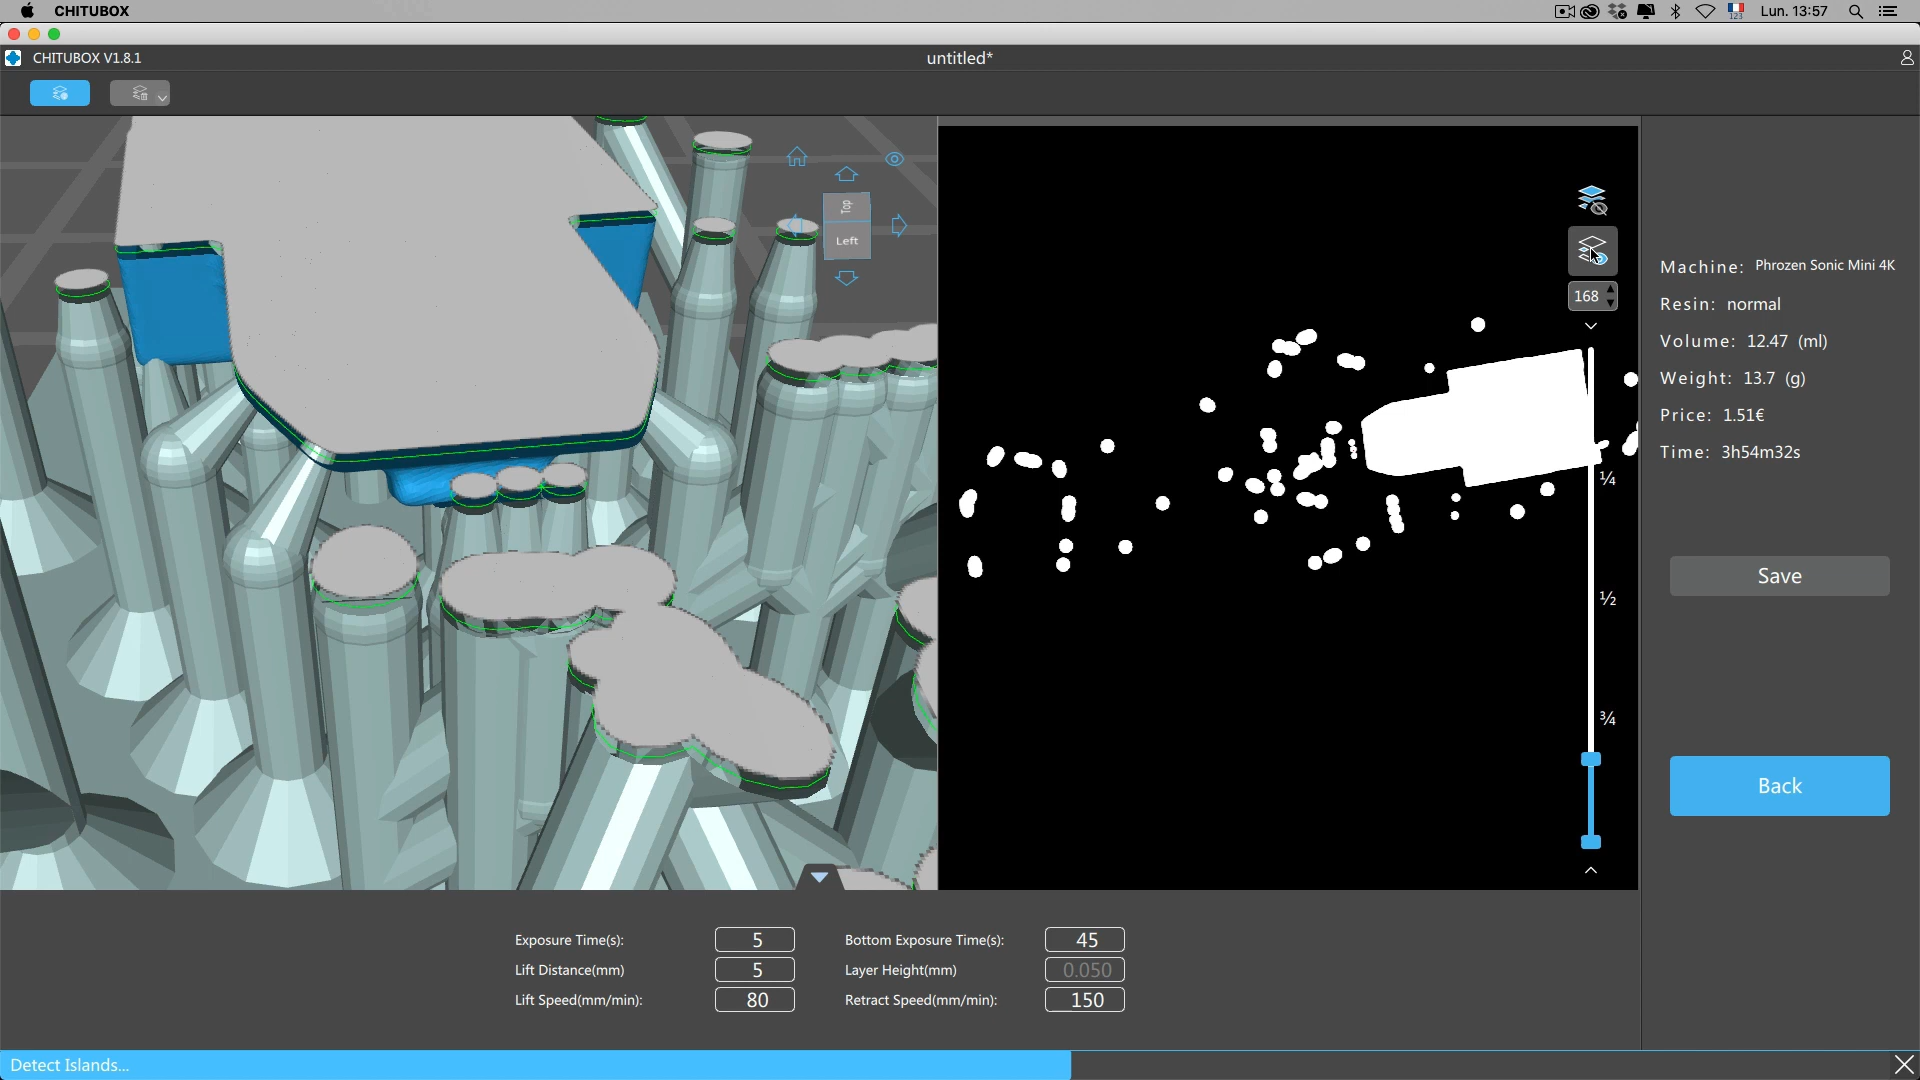 CHITUBOX
123
Lun. 13:57
CHITUBOX V1.8.1
untitled*
Top
Left
168
¼
½
¾
Machine: Phrozen Sonic Mini 4K
Resin: normal
Volume: 12.47 (ml)
Weight: 13.7 (g)
Price: 1.51€
Time: 3h54m32s
Save
Back
Exposure Time(s): 5 Bottom Exposure Time(s): 45
Lift Distance(mm) 5 Layer Height(mm) 0.050
Lift Speed(mm/min): 80 Retract Speed(mm/min): 150
Detect Islands...